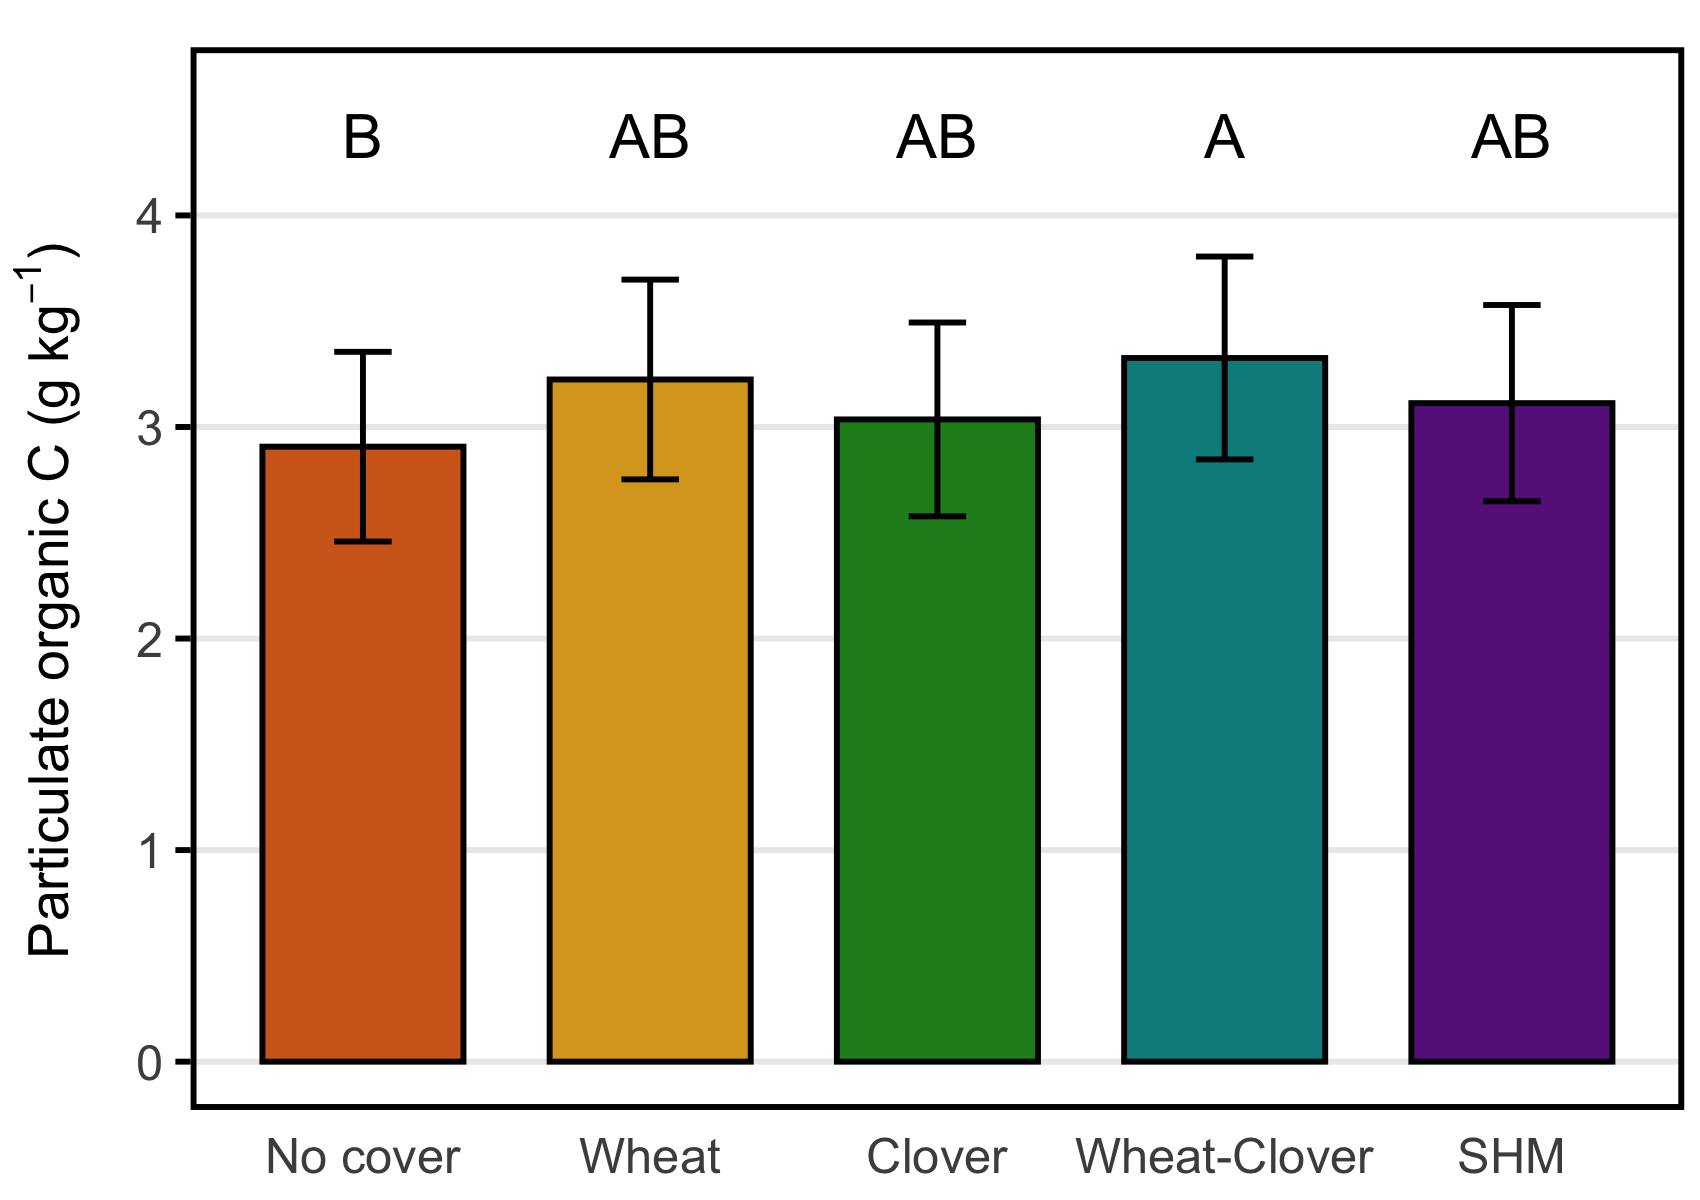 B AB AB A AB
Particulate organic C (g kg⁻¹)
4
3
2
1
0
No cover Wheat Clover Wheat-Clover SHM